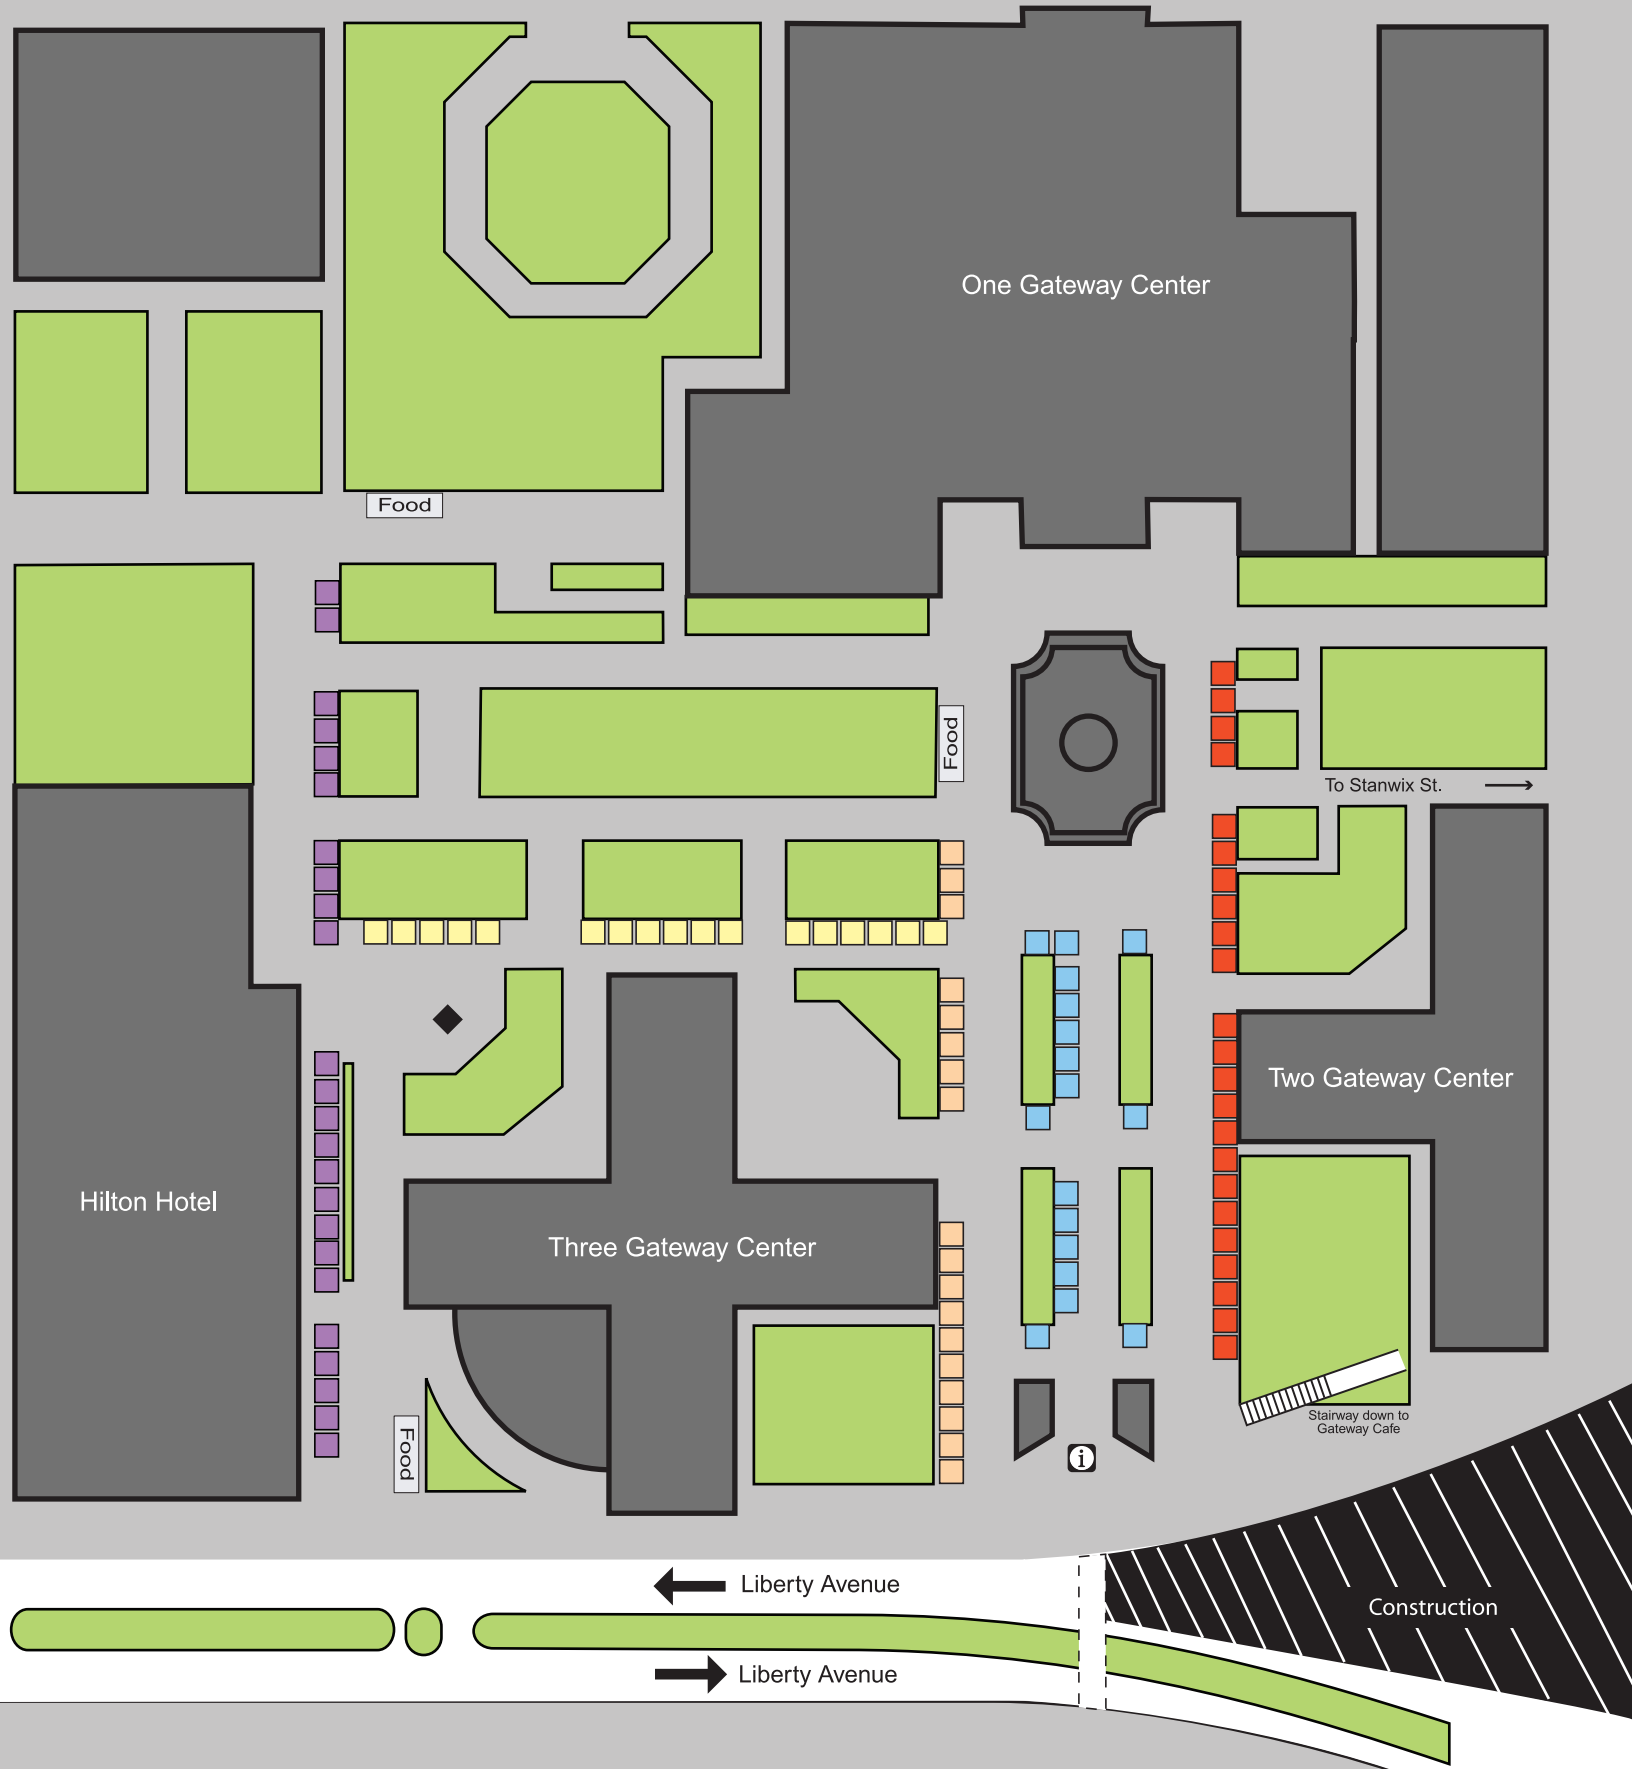 One Gateway Center
Food
Food
To Stanwix St.
Two Gateway Center
Hilton Hotel
Three Gateway Center
Food
i
Stairway down to
Gateway Cafe
Liberty Avenue
Construction
Liberty Avenue